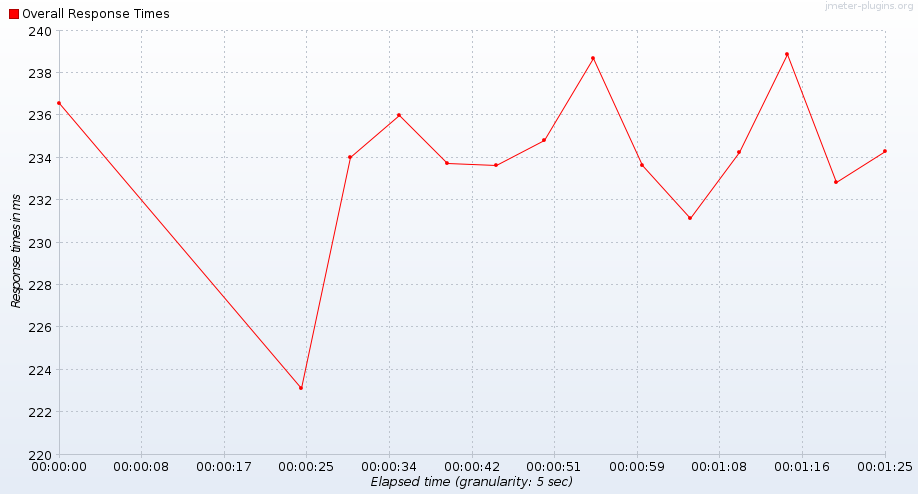 jmeter-plugins.org
Overall Response Times
240
238
236
234
232
230
228
226
224
222
220
Response times in ms
00:00:00 00:00:08 00:00:17 00:00:25 00:00:34 00:00:42 00:00:51 00:00:59 00:01:08 00:01:16 00:01:25
Elapsed time (granularity: 5 sec)